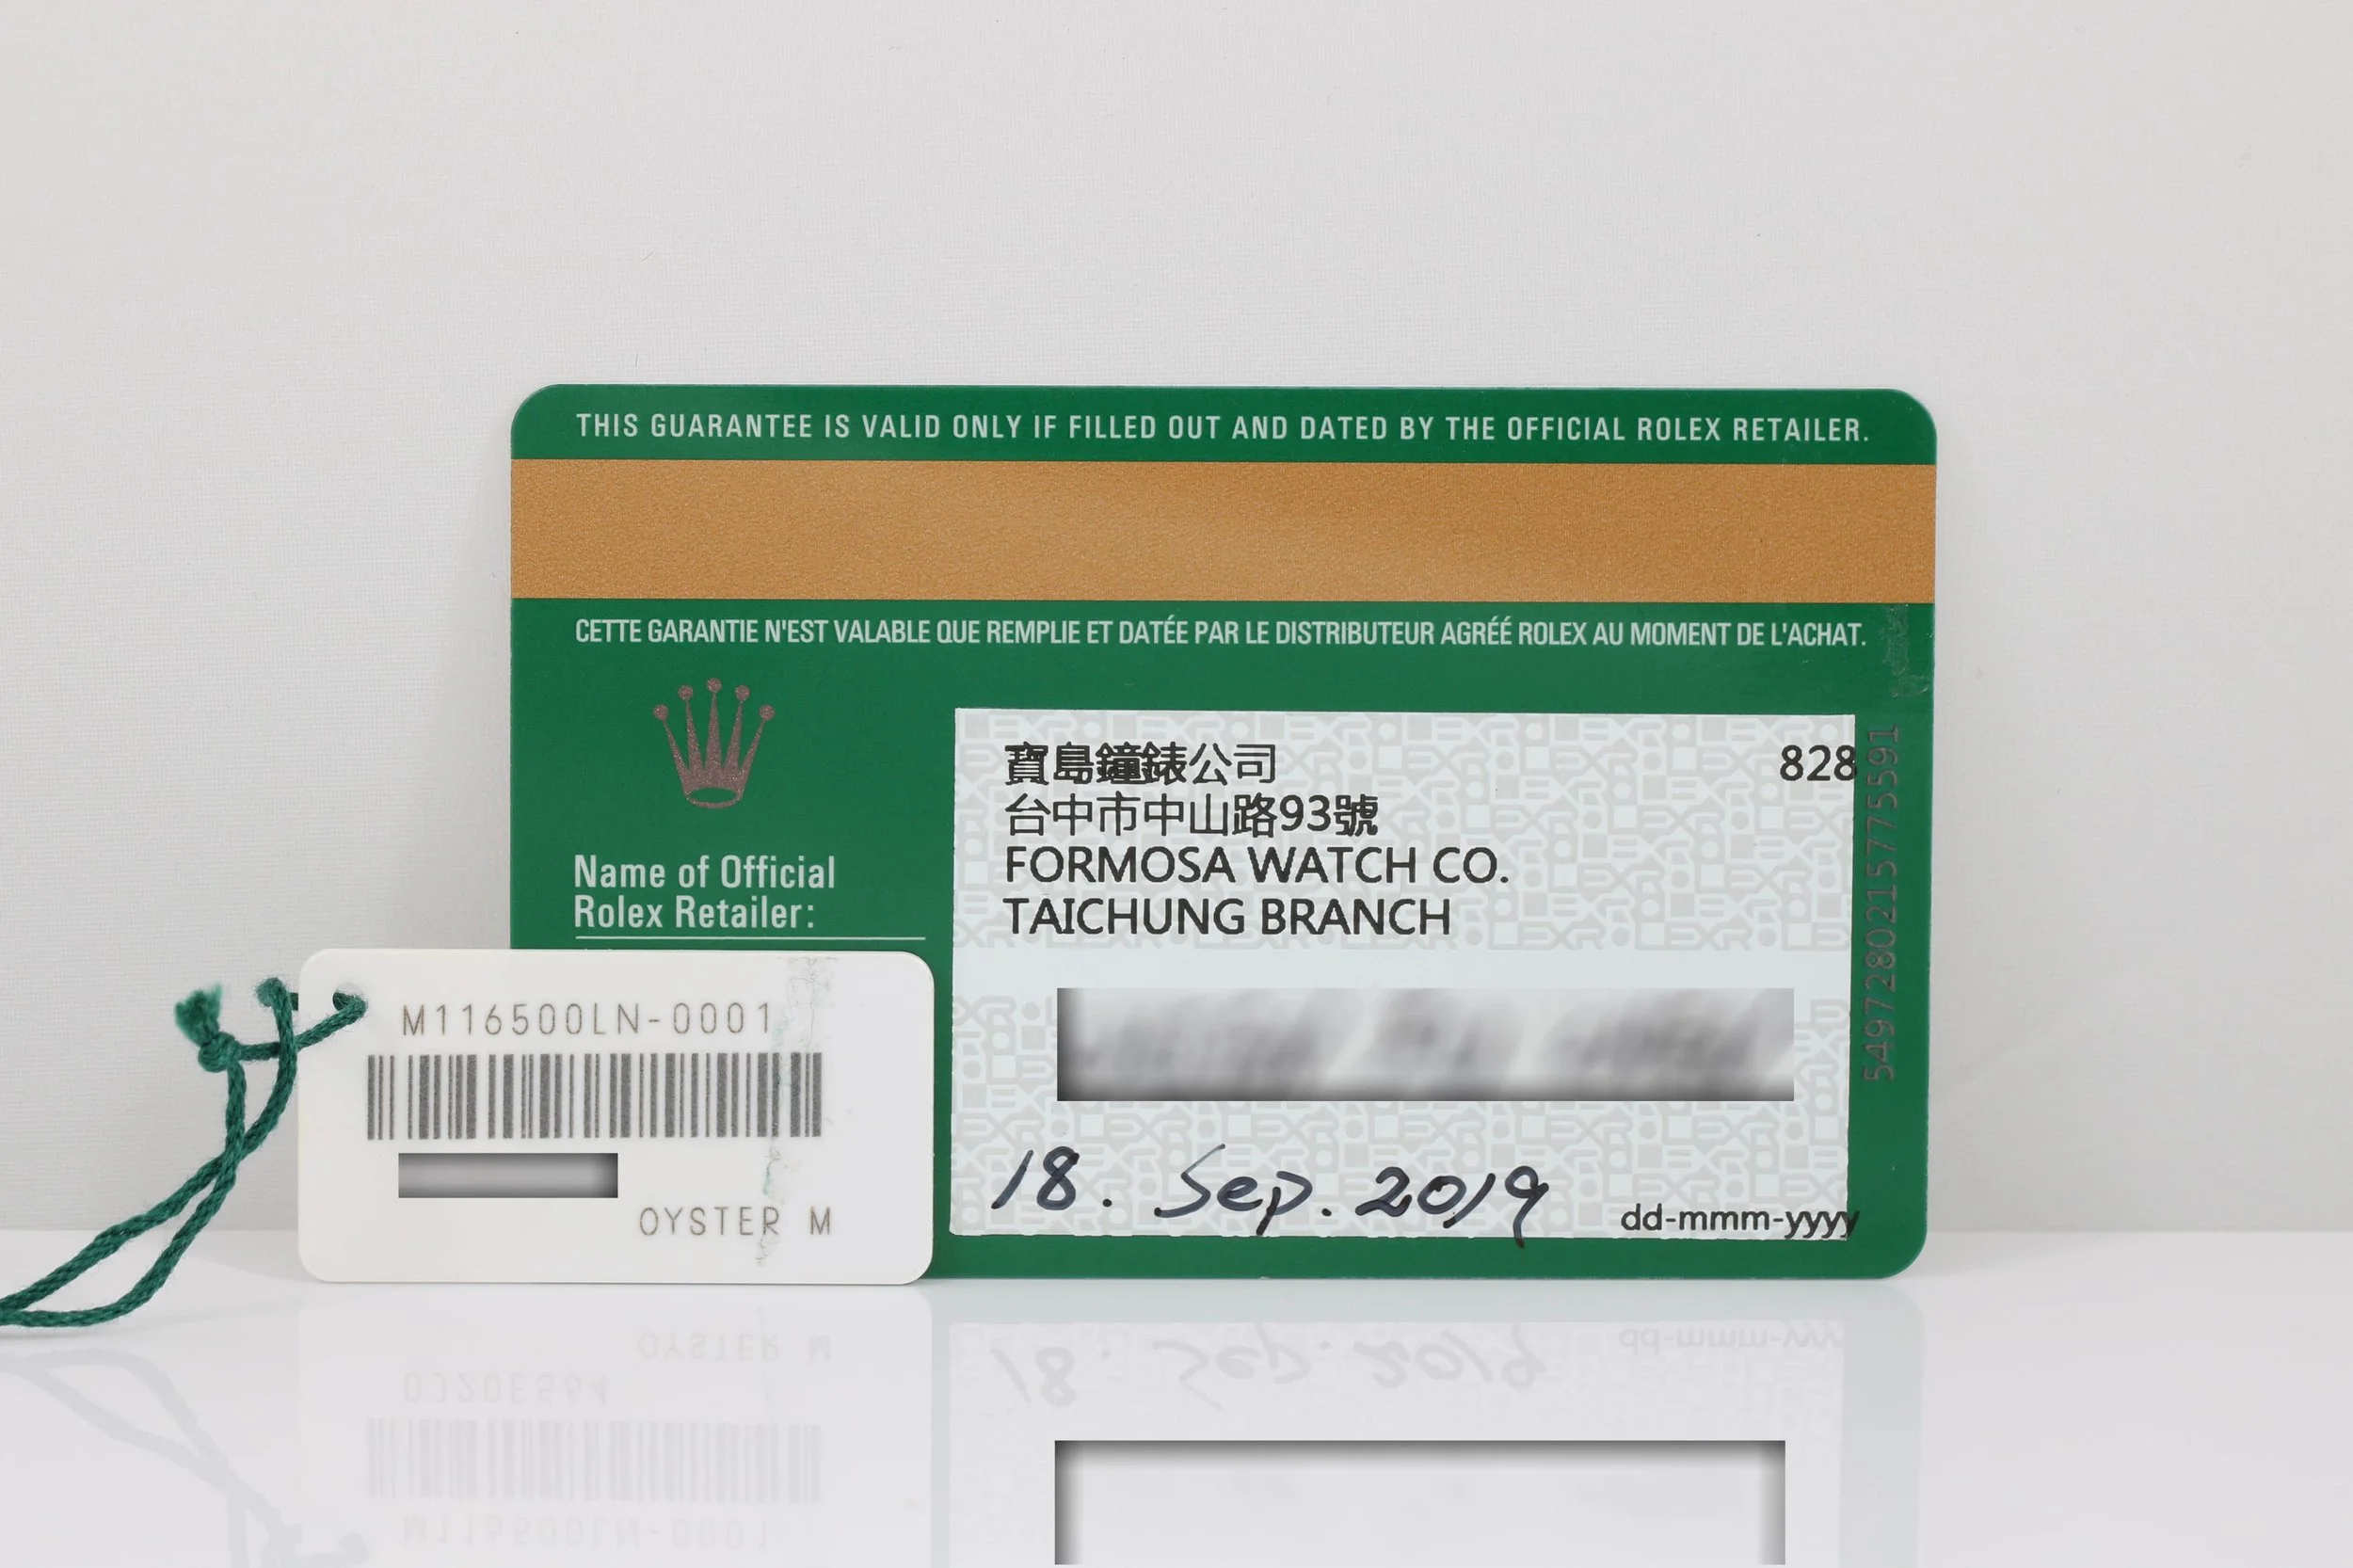 THIS GUARANTEE IS VALID ONLY IF FILLED OUT AND DATED BY THE OFFICIAL ROLEX RETAILER.
CETTE GARANTIE N'EST VALABLE QUE REMPLIE ET DATÉE PAR LE DISTRIBUTEUR AGRÉÉ ROLEX AU MOMENT DE L'ACHAT.
寶島鐘錶公司 828
台中市中山路93號
FORMOSA WATCH CO.
TAICHUNG BRANCH
Name of Official
Rolex Retailer:
5497280215775591
18. Sep. 2019 dd-mmm-yyyy
M116500LN-0001
OYSTER M